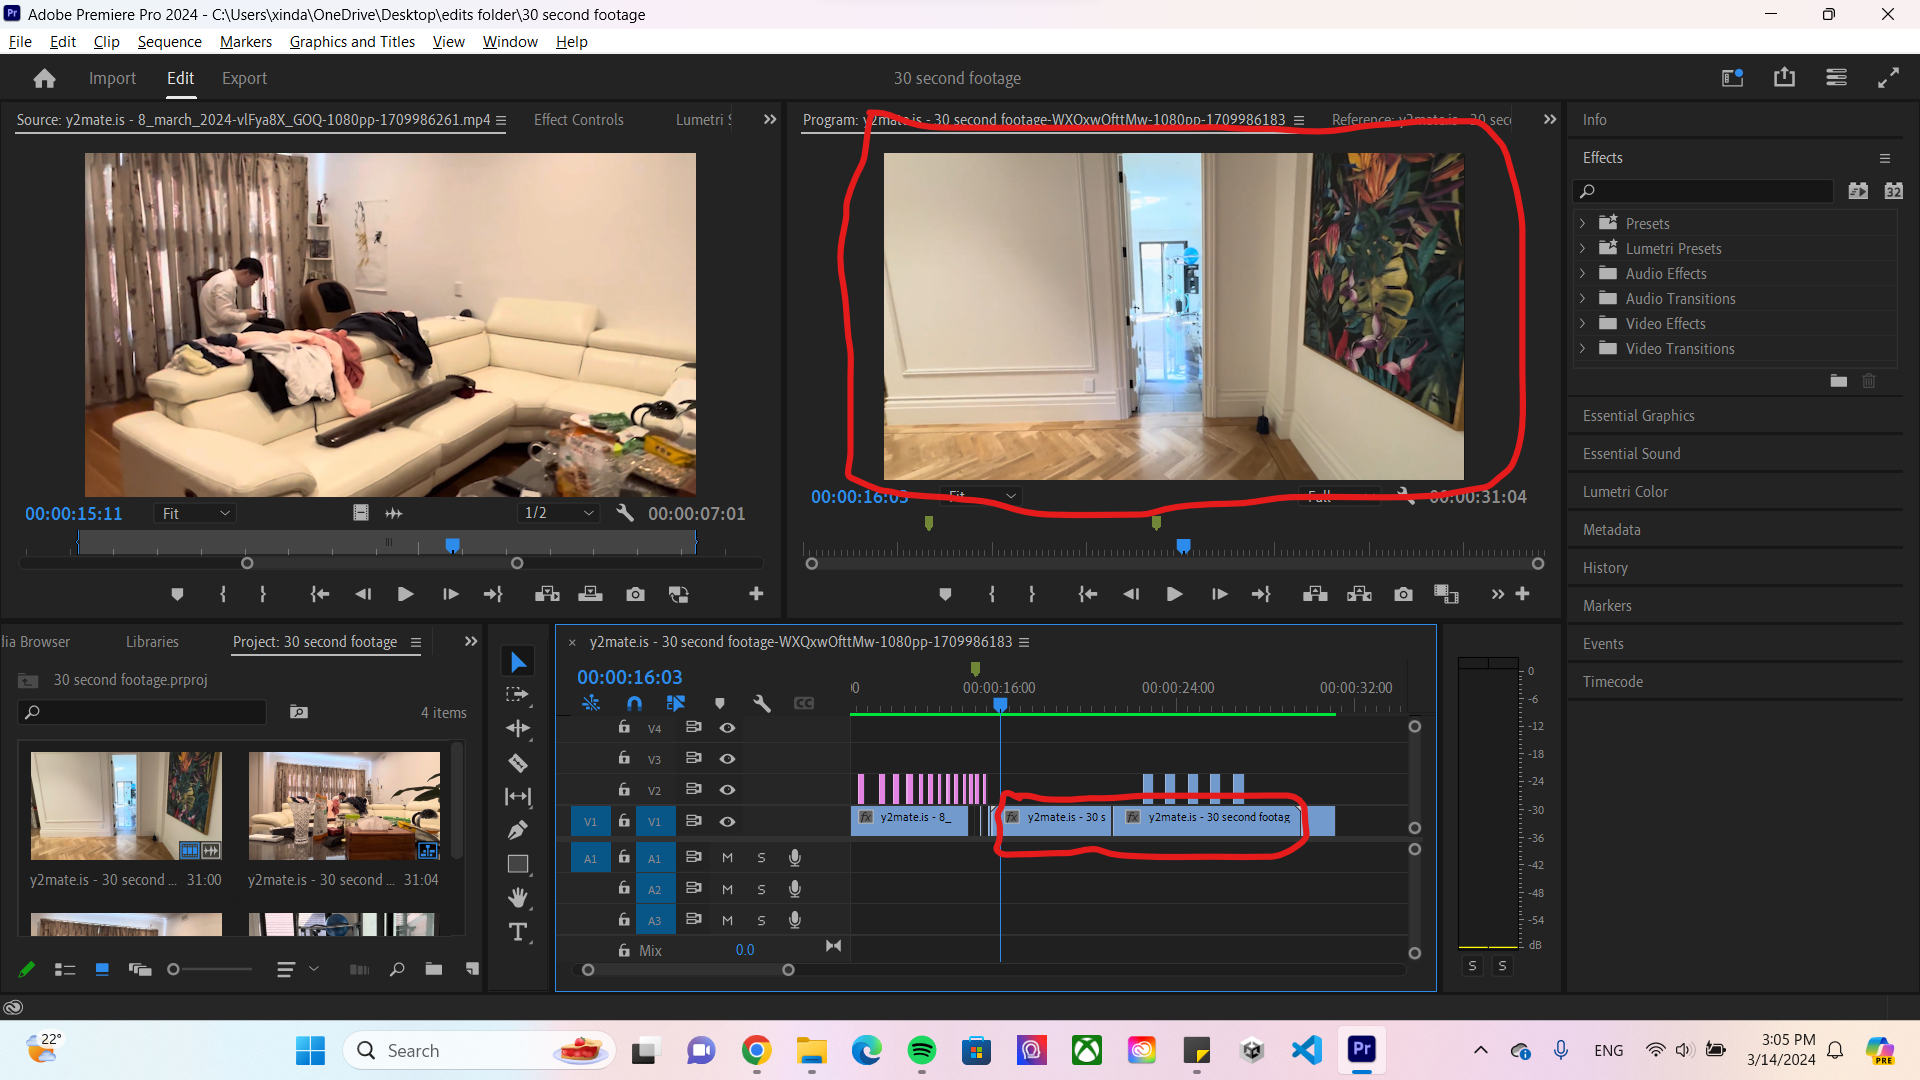 Adobe Premiere Pro 2024 - C:\Users\xinda\OneDrive\Desktop\edits folder\30 second footage
File Edit Clip Sequence Markers Graphics and Titles View Window Help
Import Edit Export
30 second footage
Source: y2mate.is - 8_march_2024-vlFya8X_GOQ-1080pp-1709986261.mp4
Effect Controls
Lumetri S
Program: y2mate.is - 30 second footage-WXQxwOfttMw-1080pp-1709986183
Reference: y2mate.is - 30 sec
Info
Effects
32
Presets
Lumetri Presets
Audio Effects
Audio Transitions
Video Effects
Video Transitions
Essential Graphics
Essential Sound
Lumetri Color
Metadata
History
Markers
Events
Timecode
00:00:15:11
Fit
1/2
00:00:07:01
00:00:16:03
Fit
Full
00:00:31:04
lia Browser
Libraries
Project: 30 second footage
30 second footage.prproj
4 items
y2mate.is - 30 second ... 31:00
y2mate.is - 30 second ... 31:04
y2mate.is - 30 second footage-WXQxwOfttMw-1080pp-1709986183
00:00:16:03
00 00:00:16:00 00:00:24:00 00:00:32:00
CC
V4
V3
V2
V1 V1
fx y2mate.is - 8_
fx y2mate.is - 30 s
fx y2mate.is - 30 second footag
A1 A1 M S
A2 M S
A3 M S
Mix 0.0
0
-6
-12
-18
-24
-30
-36
-42
-48
-54
dB
S S
22°
Search
Pr
PRE
ENG
3:05 PM
3/14/2024